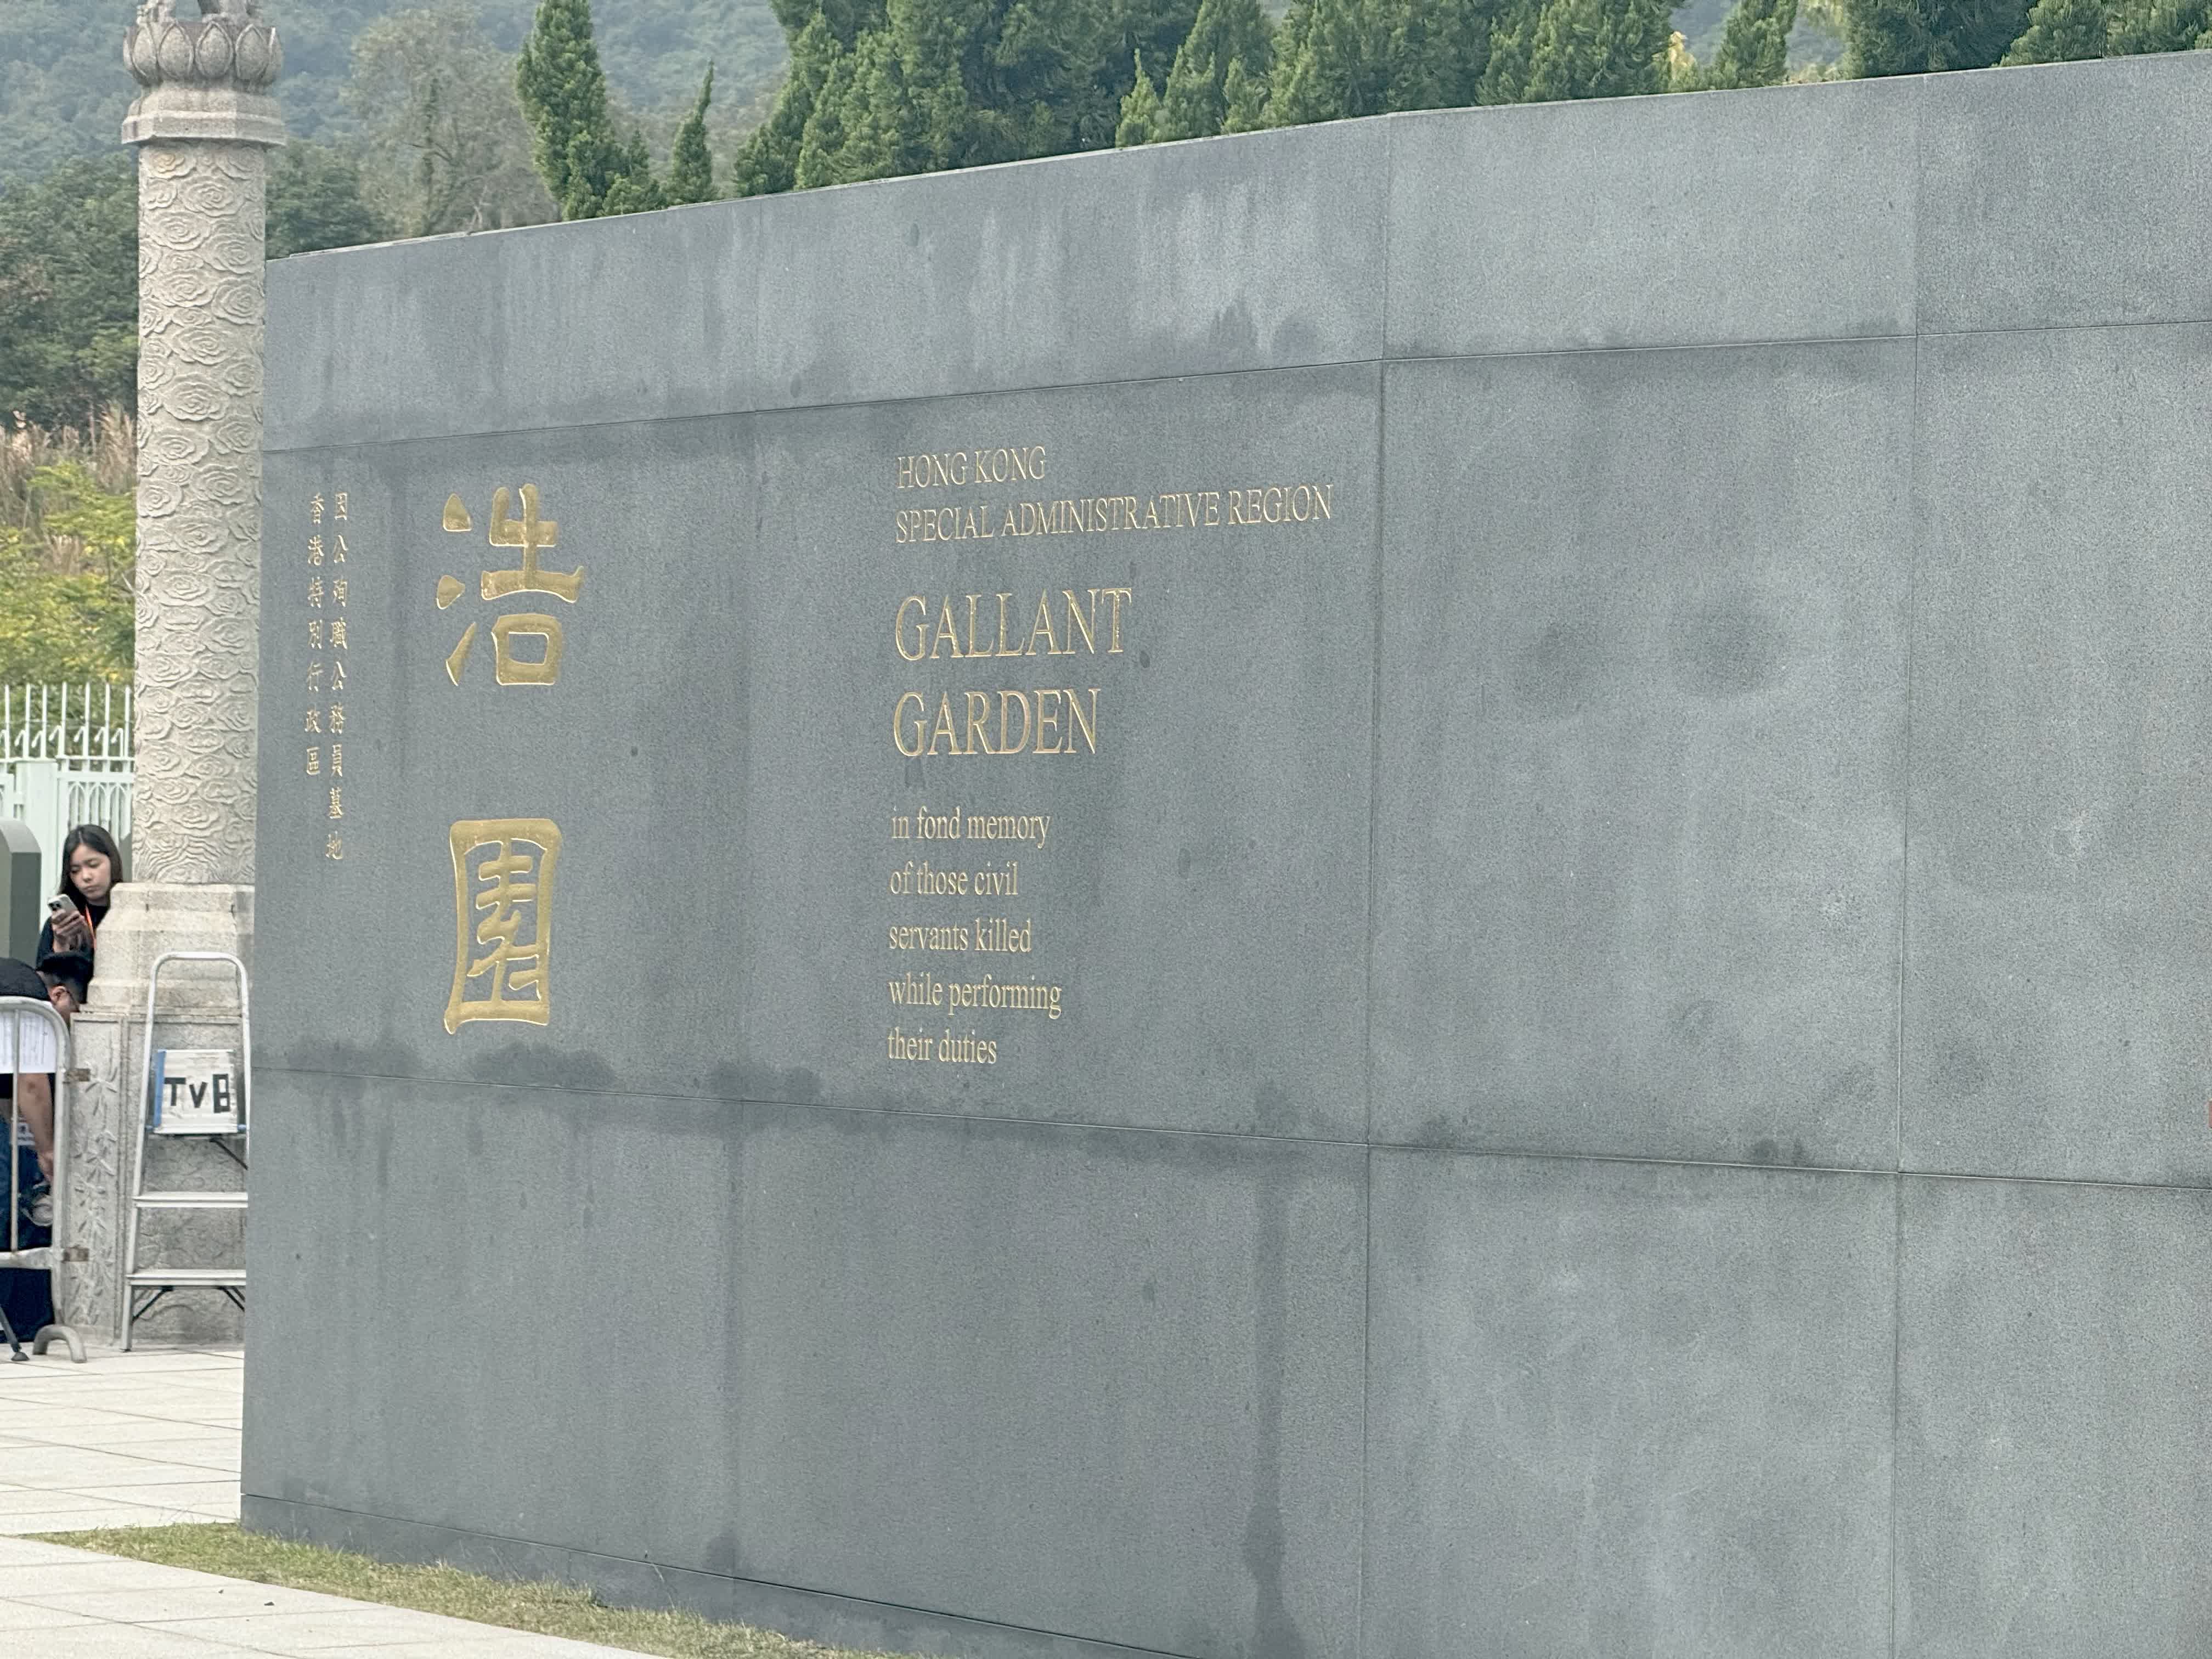 香港特別行政區
因公殉職公務員墓地
浩園
HONG KONG
SPECIAL ADMINISTRATIVE REGION
GALLANT
GARDEN
in fond memory
of those civil
servants killed
while performing
their duties
TVB